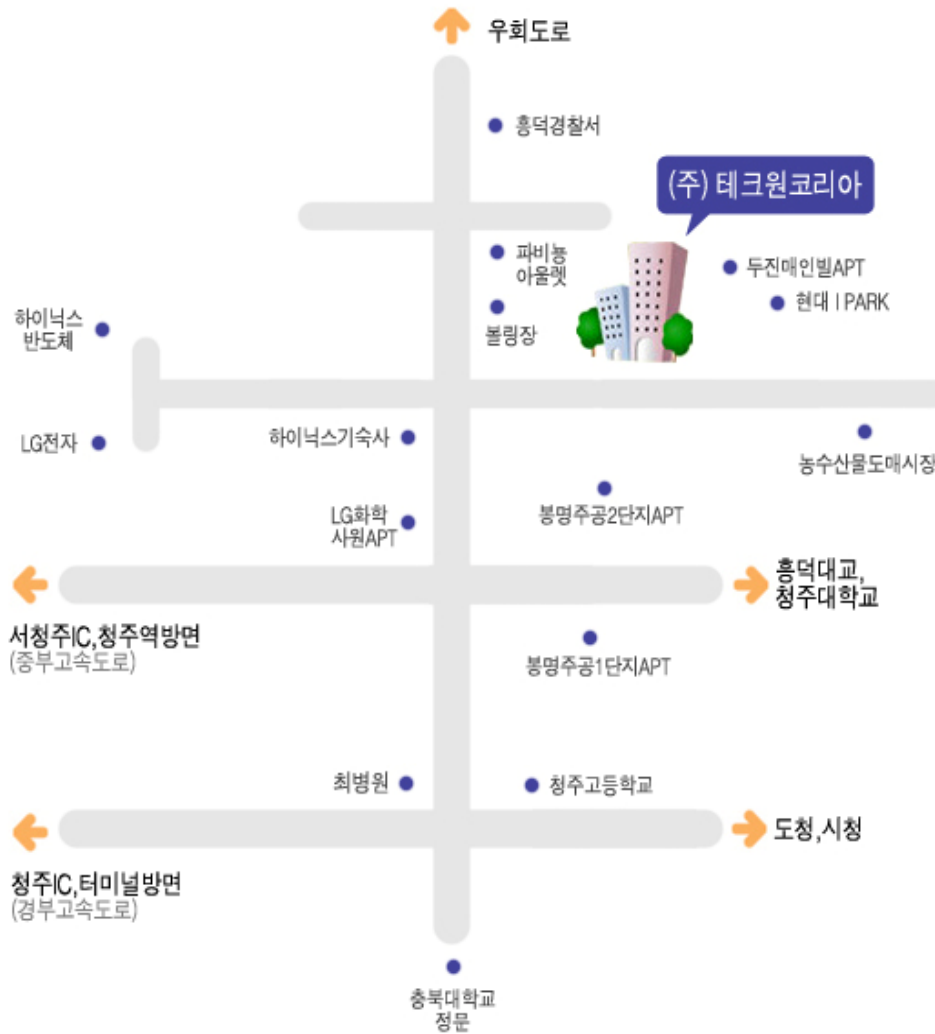 우회도로
흥덕경찰서
(주) 테크원코리아
파비뇽
아울렛
두진매인빌APT
현대 I PARK
하이닉스
반도체
볼링장
LG전자
하이닉스기숙사
농수산물도매시장
LG화학
사원APT
봉명주공2단지APT
흥덕대교,
청주대학교
서청주IC,청주역방면
(중부고속도로)
봉명주공1단지APT
최병원
청주고등학교
도청,시청
청주IC,터미널방면
(경부고속도로)
충북대학교
정문